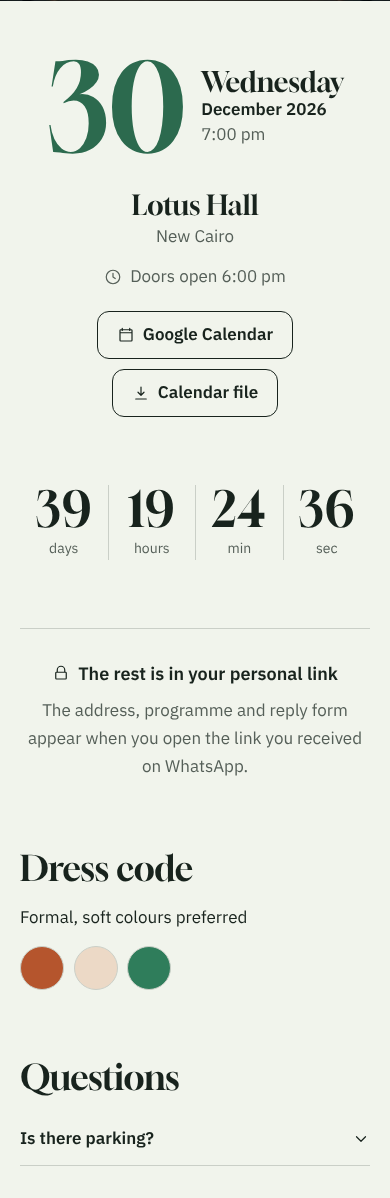 30
Wednesday
December 2026
7:00 pm
Lotus Hall
New Cairo
Doors open 6:00 pm
Google Calendar
Calendar file
39 19 24 36
days hours min sec
The rest is in your personal link
The address, programme and reply form
appear when you open the link you received
on WhatsApp.
Dress code
Formal, soft colours preferred
Questions
Is there parking?